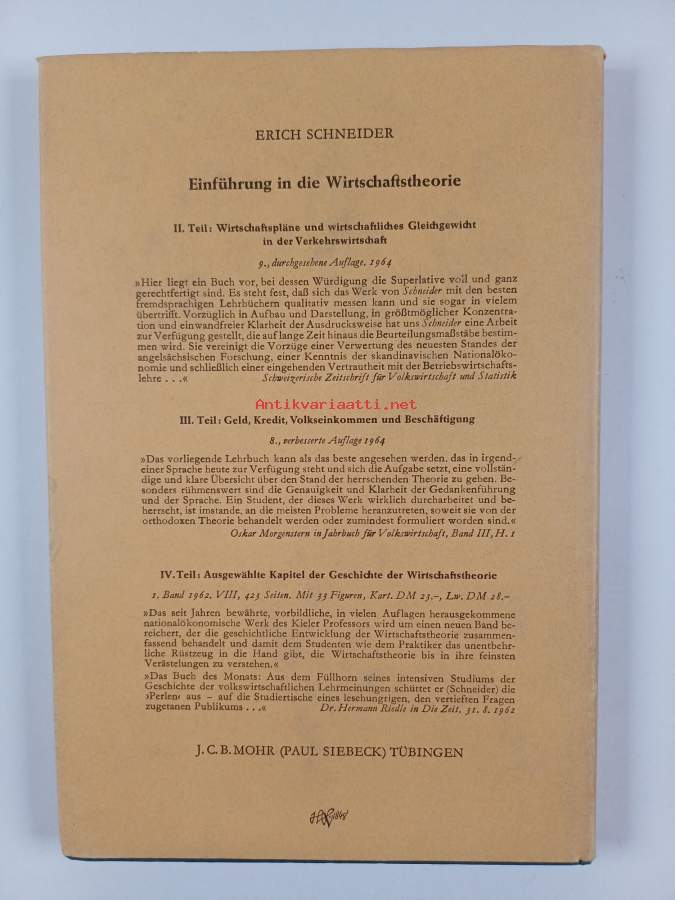 ERICH SCHNEIDER
Einführung in die Wirtschaftstheorie
II. Teil: Wirtschaftspläne und wirtschaftliches Gleichgewicht
in der Verkehrswirtschaft
9., durchgesehene Auflage. 1964
»Hier liegt ein Buch vor, bei dessen Würdigung die Superlative voll und ganz
gerechtfertigt sind. Es steht fest, daß sich das Werk von Schneider mit den besten
fremdsprachigen Lehrbüchern qualitativ messen kann und sie sogar in vielem
übertrifft. Vorzüglich in Aufbau und Darstellung, in größtmöglicher Konzentra-
tion und einwandfreier Klarheit der Ausdrucksweise hat uns Schneider eine Arbeit
zur Verfügung gestellt, die auf lange Zeit hinaus die Beurteilungsmaßstäbe bestim-
men wird. Sie vereinigt die Vorzüge einer Verwertung des neuesten Standes der
angelsächsischen Forschung, einer Kenntnis der skandinavischen Nationalöko-
nomie und schließlich einer eingehenden Vertrautheit mit der Betriebswirtschafts-
lehre . . .« Schweizerische Zeitschrift für Volkswirtschaft und Statistik
Antikvariaatti.net
III. Teil: Geld, Kredit, Volkseinkommen und Beschäftigung
8., verbesserte Auflage 1964
»Das vorliegende Lehrbuch kann als das beste angesehen werden, das in irgend-
einer Sprache heute zur Verfügung steht und sich die Aufgabe setzt, eine vollstän-
dige und klare Übersicht über den Stand der herrschenden Theorie zu geben. Be-
sonders rühmenswert sind die Genauigkeit und Klarheit der Gedankenführung
und der Sprache. Ein Student, der dieses Werk wirklich durcharbeitet und be-
herrscht, ist imstande, an die meisten Probleme heranzutreten, soweit sie von der
orthodoxen Theorie behandelt werden oder zumindest formuliert worden sind.«
Oskar Morgenstern in Jahrbuch für Volkswirtschaft, Band III, H. 1
IV. Teil: Ausgewählte Kapitel der Geschichte der Wirtschaftstheorie
1. Band 1962. VIII, 423 Seiten. Mit 33 Figuren, Kart. DM 23.–, Lw. DM 28.–
»Das seit Jahren bewährte, vorbildliche, in vielen Auflagen herausgekommene
nationalökonomische Werk des Kieler Professors wird um einen neuen Band be-
reichert, der die geschichtliche Entwicklung der Wirtschaftstheorie zusammen-
fassend behandelt und damit dem Studenten wie dem Praktiker das unentbehr-
liche Rüstzeug in die Hand gibt, die Wirtschaftstheorie bis in ihre feinsten
Verästelungen zu verstehen.«
»Das Buch des Monats: Aus dem Füllhorn seines intensiven Studiums der
Geschichte der volkswirtschaftlichen Lehrmeinungen schüttet er (Schneider) die
›Perlen‹ aus – auf die Studiertische eines lesehungrigen, den vertieften Fragen
zugetanen Publikums . . .« Dr. Hermann Riedle in Die Zeit, 31. 8. 1962
J. C. B. MOHR (PAUL SIEBECK) TÜBINGEN